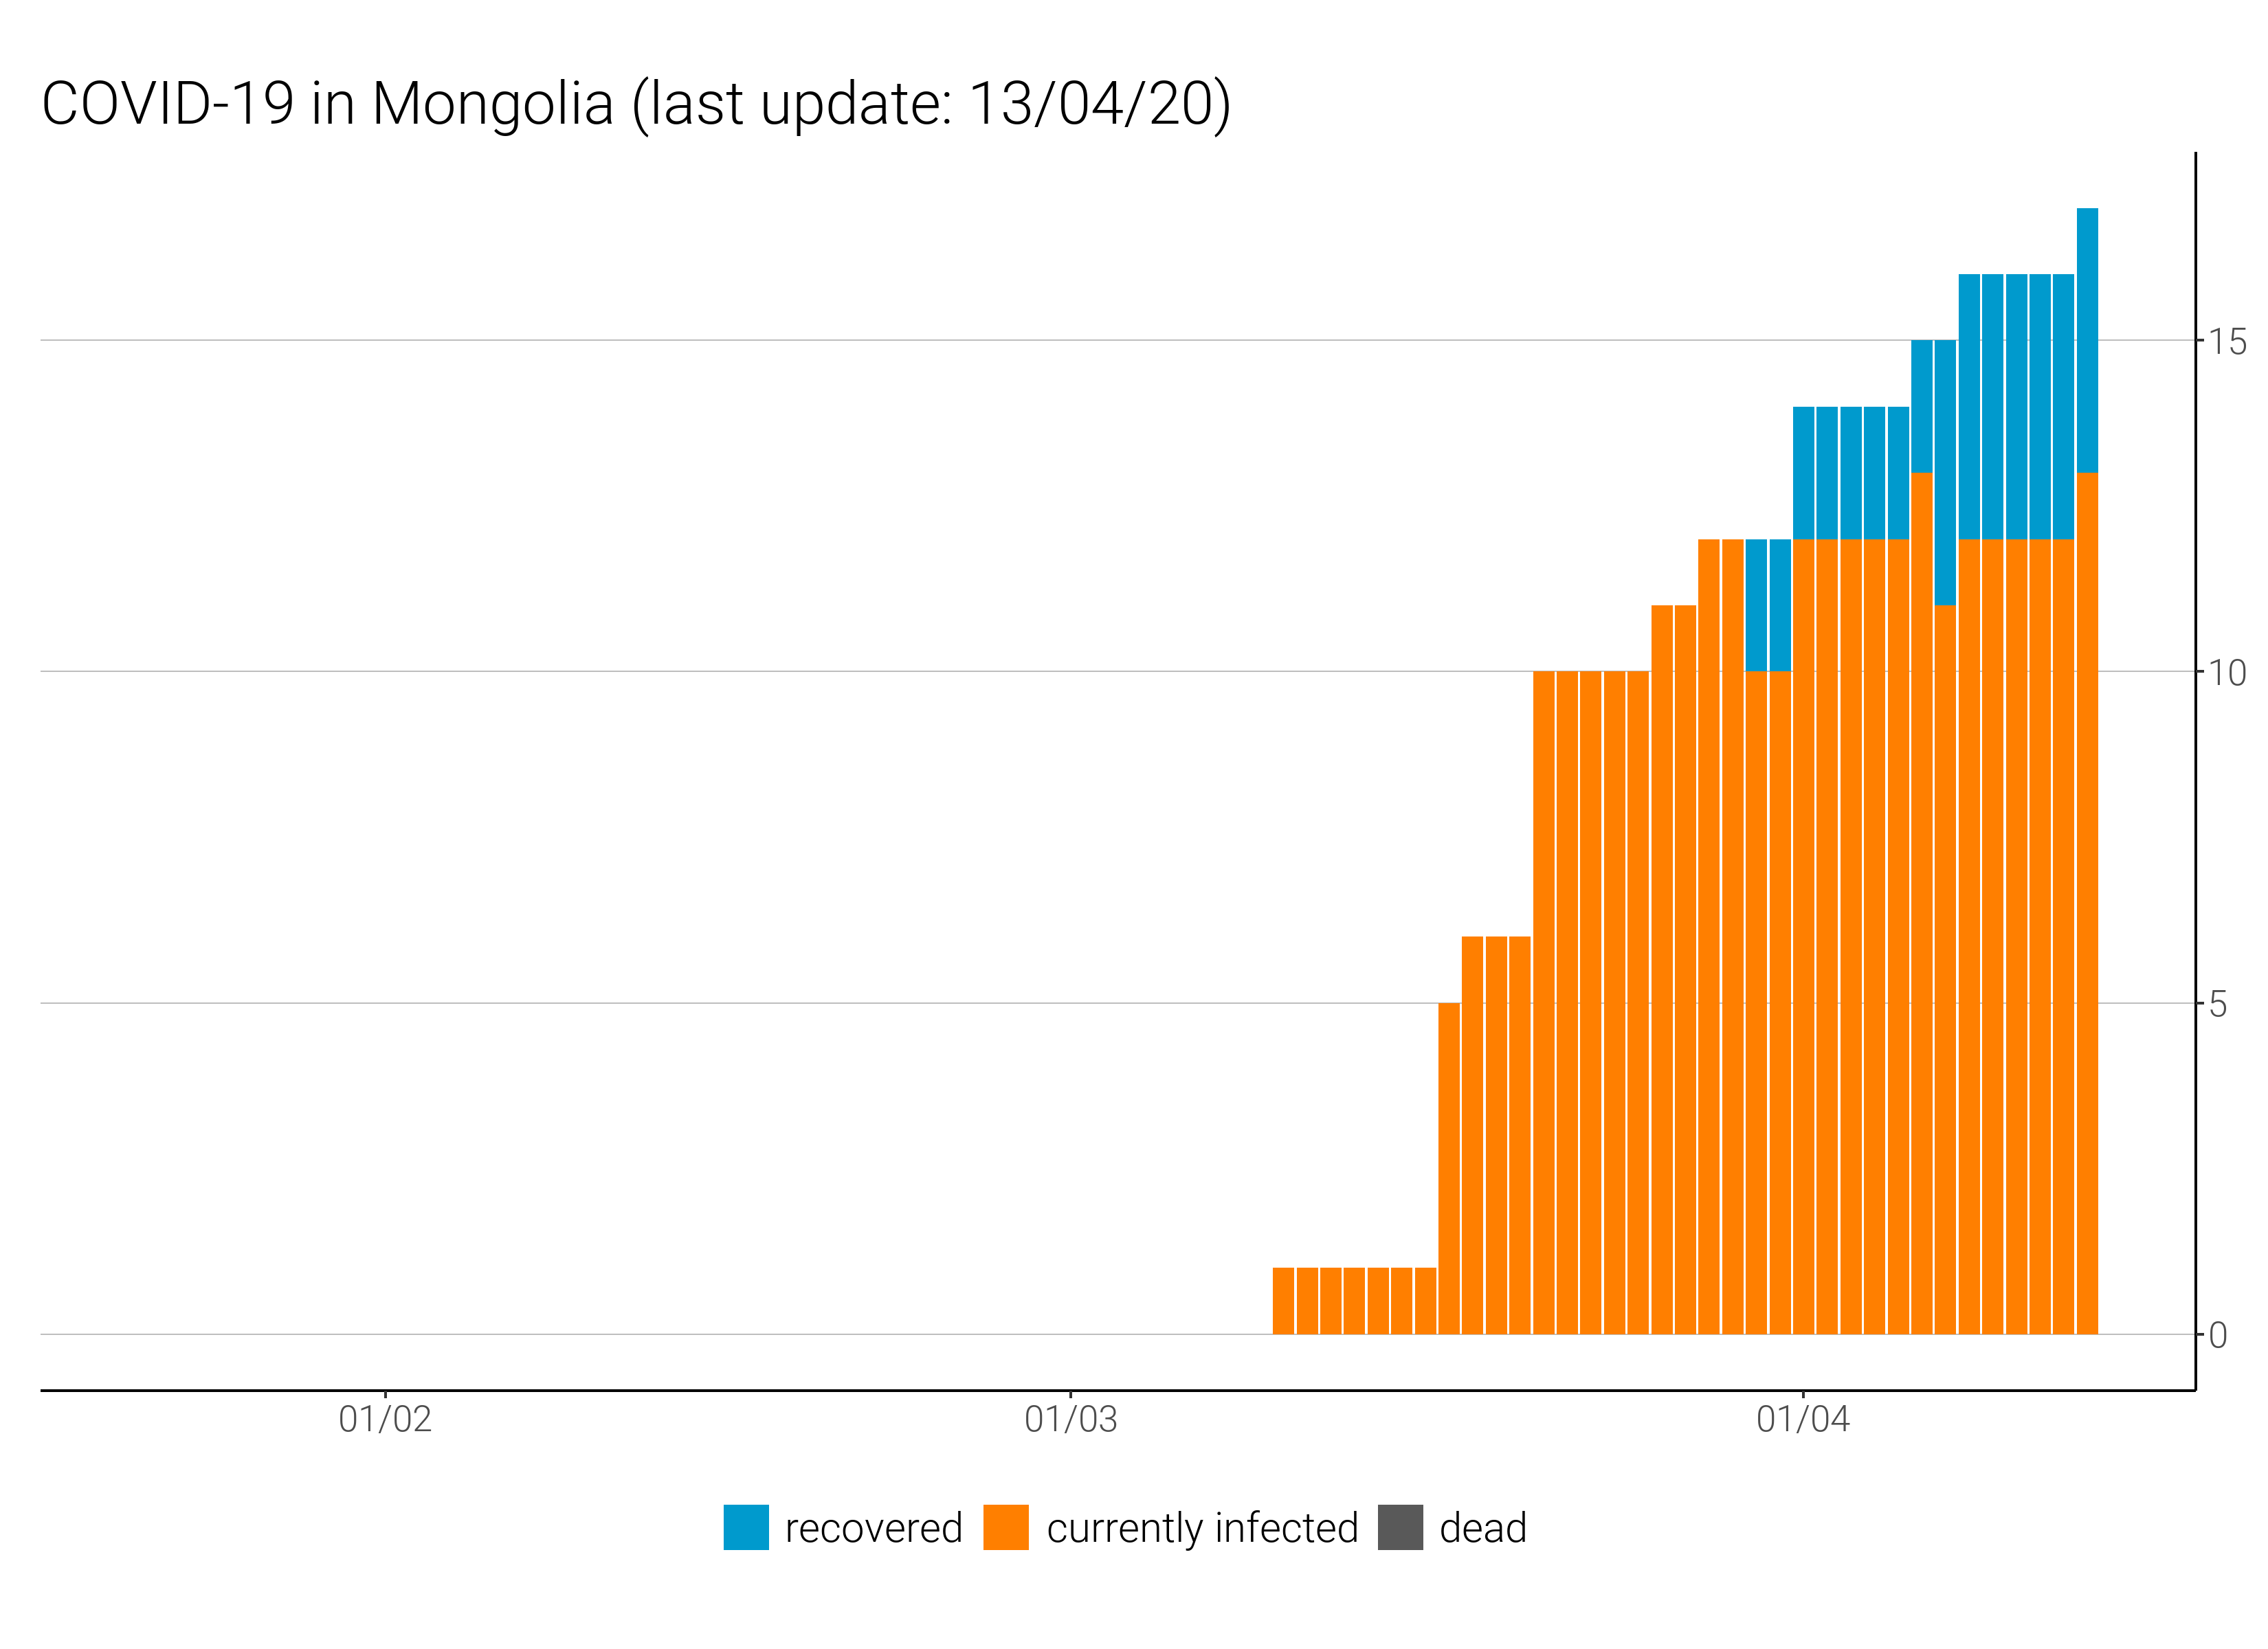 COVID-19 in Mongolia (last update: 13/04/20)
15
10
5
0
01/02 01/03 01/04
recovered currently infected dead